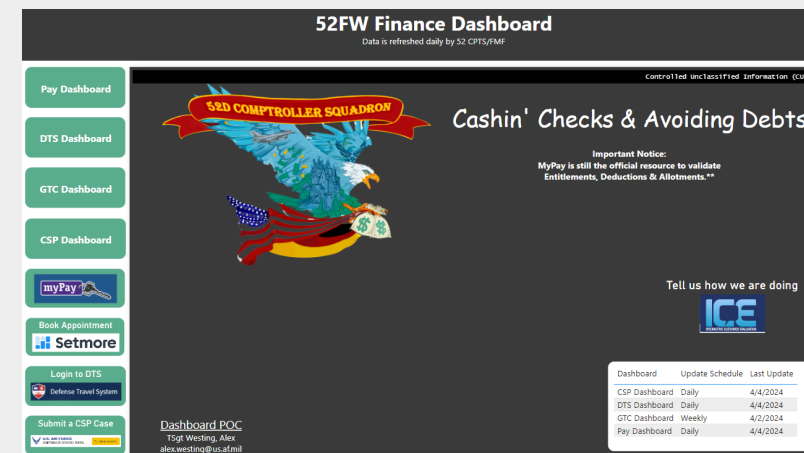 52FW Finance Dashboard
Data is refreshed daily by 52 CPTS/FMF
Controlled Unclassified Information (CU
Pay Dashboard
DTS Dashboard
GTC Dashboard
CSP Dashboard
myPay
Book Appointment
Setmore
Login to DTS
Defense Travel System
Submit a CSP Case
U.S. AIR FORCE
52D COMPTROLLER SQUADRON
$ $
Cashin' Checks & Avoiding Debts
Important Notice:
MyPay is still the official resource to validate
Entitlements, Deductions & Allotments.**
Tell us how we are doing
ICE
INTERACTIVE CUSTOMER EVALUATION
Dashboard Update Schedule Last Update
CSP Dashboard Daily 4/4/2024
DTS Dashboard Daily 4/4/2024
GTC Dashboard Weekly 4/2/2024
Pay Dashboard Daily 4/4/2024
Dashboard POC
TSgt Westing, Alex
alex.westing@us.af.mil